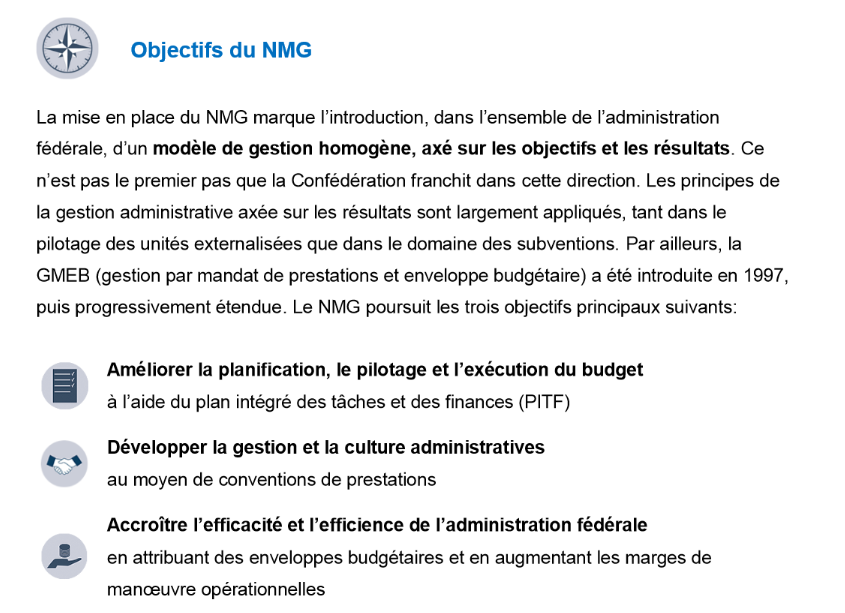 Objectifs du NMG
La mise en place du NMG marque l’introduction, dans l’ensemble de l’administration
fédérale, d’un modèle de gestion homogène, axé sur les objectifs et les résultats. Ce
n’est pas le premier pas que la Confédération franchit dans cette direction. Les principes de
la gestion administrative axée sur les résultats sont largement appliqués, tant dans le
pilotage des unités externalisées que dans le domaine des subventions. Par ailleurs, la
GMEB (gestion par mandat de prestations et enveloppe budgétaire) a été introduite en 1997,
puis progressivement étendue. Le NMG poursuit les trois objectifs principaux suivants:
Améliorer la planification, le pilotage et l’exécution du budget
à l’aide du plan intégré des tâches et des finances (PITF)
Développer la gestion et la culture administratives
au moyen de conventions de prestations
Accroître l’efficacité et l’efficience de l’administration fédérale
en attribuant des enveloppes budgétaires et en augmentant les marges de
manœuvre opérationnelles